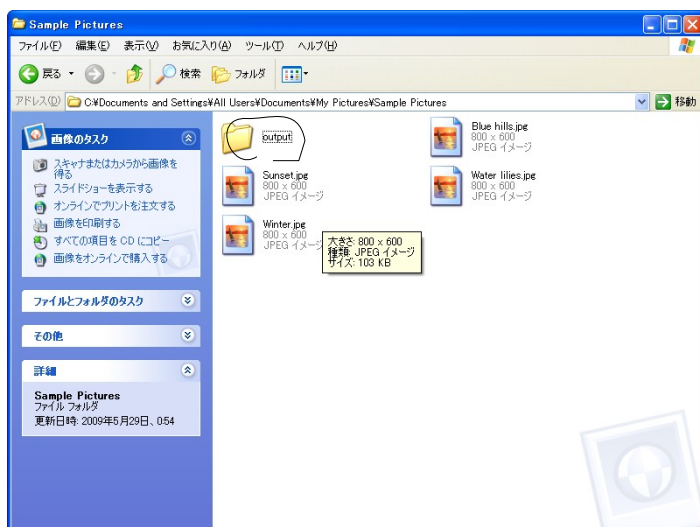 Sample Pictures
ファイル(F) 編集(E) 表示(V) お気に入り(A) ツール(T) ヘルプ(H)
戻る 検索 フォルダ
アドレス(D) C:¥Documents and Settings¥All Users¥Documents¥My Pictures¥Sample Pictures 移動
画像のタスク
スキャナまたはカメラから画像を
得る
スライドショーを表示する
オンラインでプリントを注文する
画像を印刷する
すべての項目を CD にコピー
画像をオンラインで購入する
ファイルとフォルダのタスク
その他
詳細
Sample Pictures
ファイル フォルダ
更新日時: 2009年5月29日、0:54
output
Blue hills.jpg
800 x 600
JPEG イメージ
Sunset.jpg
800 x 600
JPEG イメージ
Water lilies.jpg
800 x 600
JPEG イメージ
Winter.jpg
800 x 600
JPEG イメージ
大きさ: 800 x 600
種類: JPEG イメージ
サイズ: 103 KB